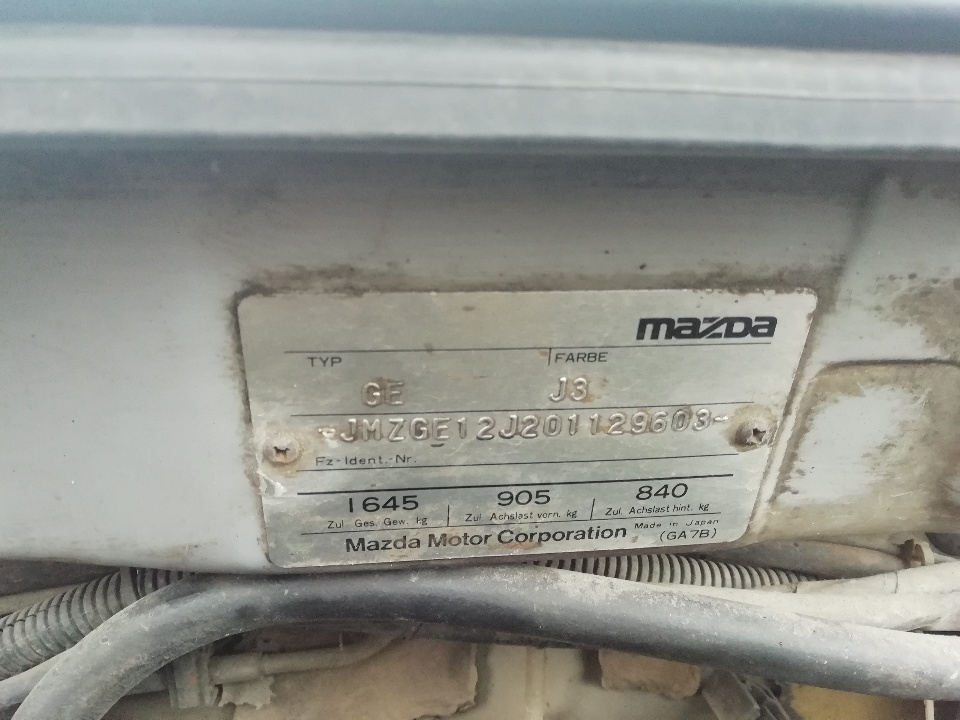 mazda
TYP FARBE
GE J3
-JMZGE12J201129603-
Fz-Ident.-Nr.
1645 905 840
Zul. Ges. Gew. kg Zul. Achslast vorn. kg Zul. Achslast hint. kg
Mazda Motor Corporation Made in Japan (GA7B)